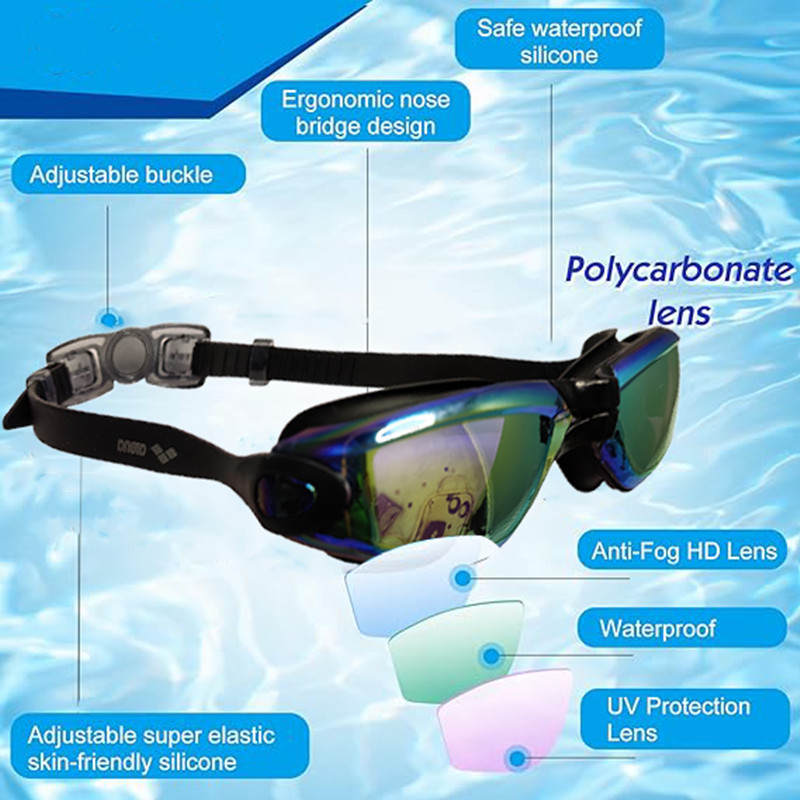 Safe waterproof
silicone
Ergonomic nose
bridge design
Adjustable buckle
Polycarbonate
lens
Anti-Fog HD Lens
Waterproof
UV Protection
Lens
Adjustable super elastic
skin-friendly silicone